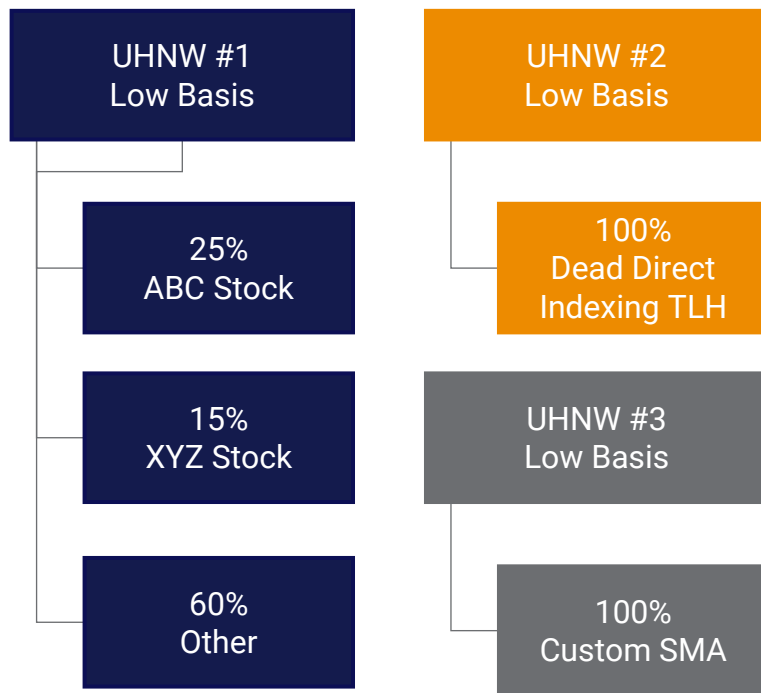 UHNW #1
Low Basis
25%
ABC Stock
15%
XYZ Stock
60%
Other
UHNW #2
Low Basis
100%
Dead Direct
Indexing TLH
UHNW #3
Low Basis
100%
Custom SMA